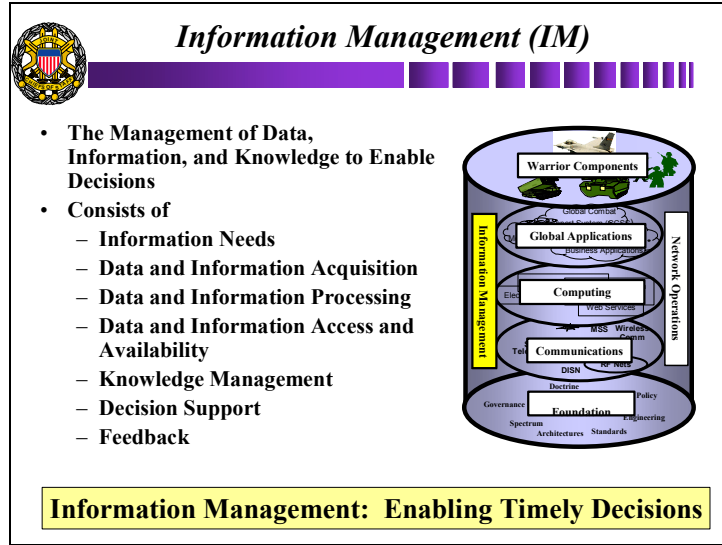 Information Management (IM)
• The Management of Data,
Information, and Knowledge to Enable
Decisions
• Consists of
– Information Needs
– Data and Information Acquisition
– Data and Information Processing
– Data and Information Access and
Availability
– Knowledge Management
– Decision Support
– Feedback
Warrior Components
Global Combat
Global Applications
Business Applications
Information Management
Network Operations
Computing
Web Services
MSS Wireless
Comm
Communications
DISN RF Nets
Doctrine
Governance Policy
Foundation
Spectrum Engineering
Architectures Standards
Information Management: Enabling Timely Decisions